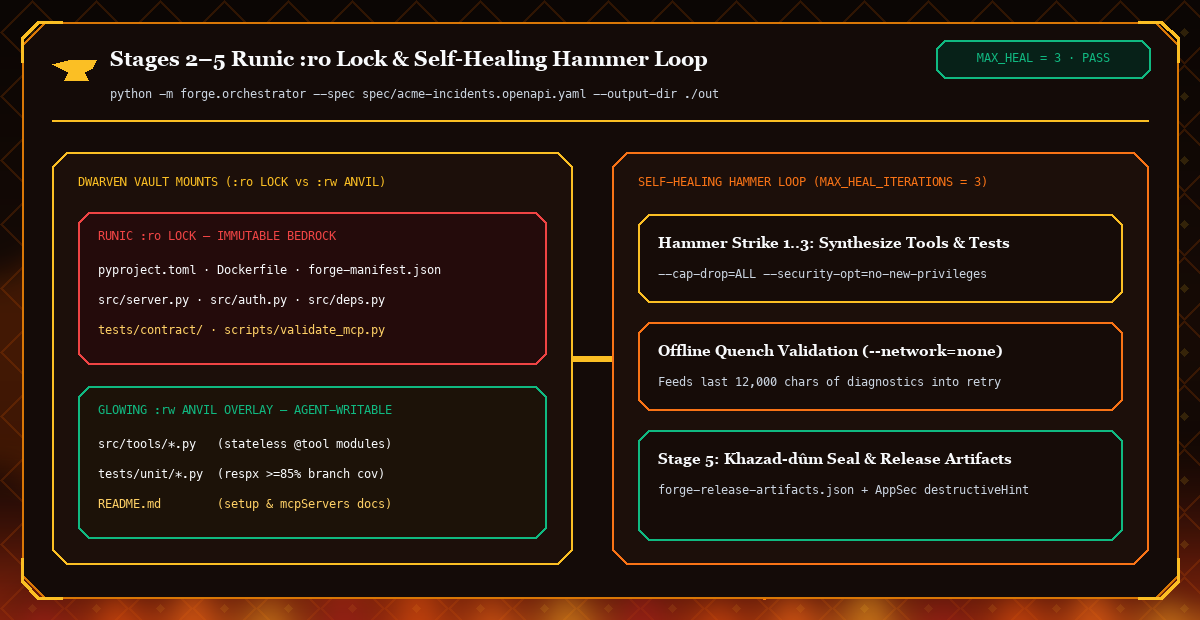 Stages 2–5 Runic :ro Lock & Self-Healing Hammer Loop
MAX_HEAL = 3 · PASS
python −m forge.orchestrator −−spec spec/acme−incidents.openapi.yaml −−output−dir ./out
DWARVEN VAULT MOUNTS (:ro LOCK vs :rw ANVIL)
RUNIC :ro LOCK — IMMUTABLE BEDROCK
pyproject.toml · Dockerfile · forge−manifest.json
src/server.py · src/auth.py · src/deps.py
tests/contract/ · scripts/validate_mcp.py
GLOWING :rw ANVIL OVERLAY — AGENT−WRITABLE
src/tools/*.py (stateless @tool modules)
tests/unit/*.py (respx >=85% branch cov)
README.md (setup & mcpServers docs)
SELF−HEALING HAMMER LOOP (MAX_HEAL_ITERATIONS = 3)
Hammer Strike 1..3: Synthesize Tools & Tests
−−cap−drop=ALL −−security−opt=no−new−privileges
Offline Quench Validation (--network=none)
Feeds last 12,000 chars of diagnostics into retry
Stage 5: Khazad-dûm Seal & Release Artifacts
forge−release−artifacts.json + AppSec destructiveHint